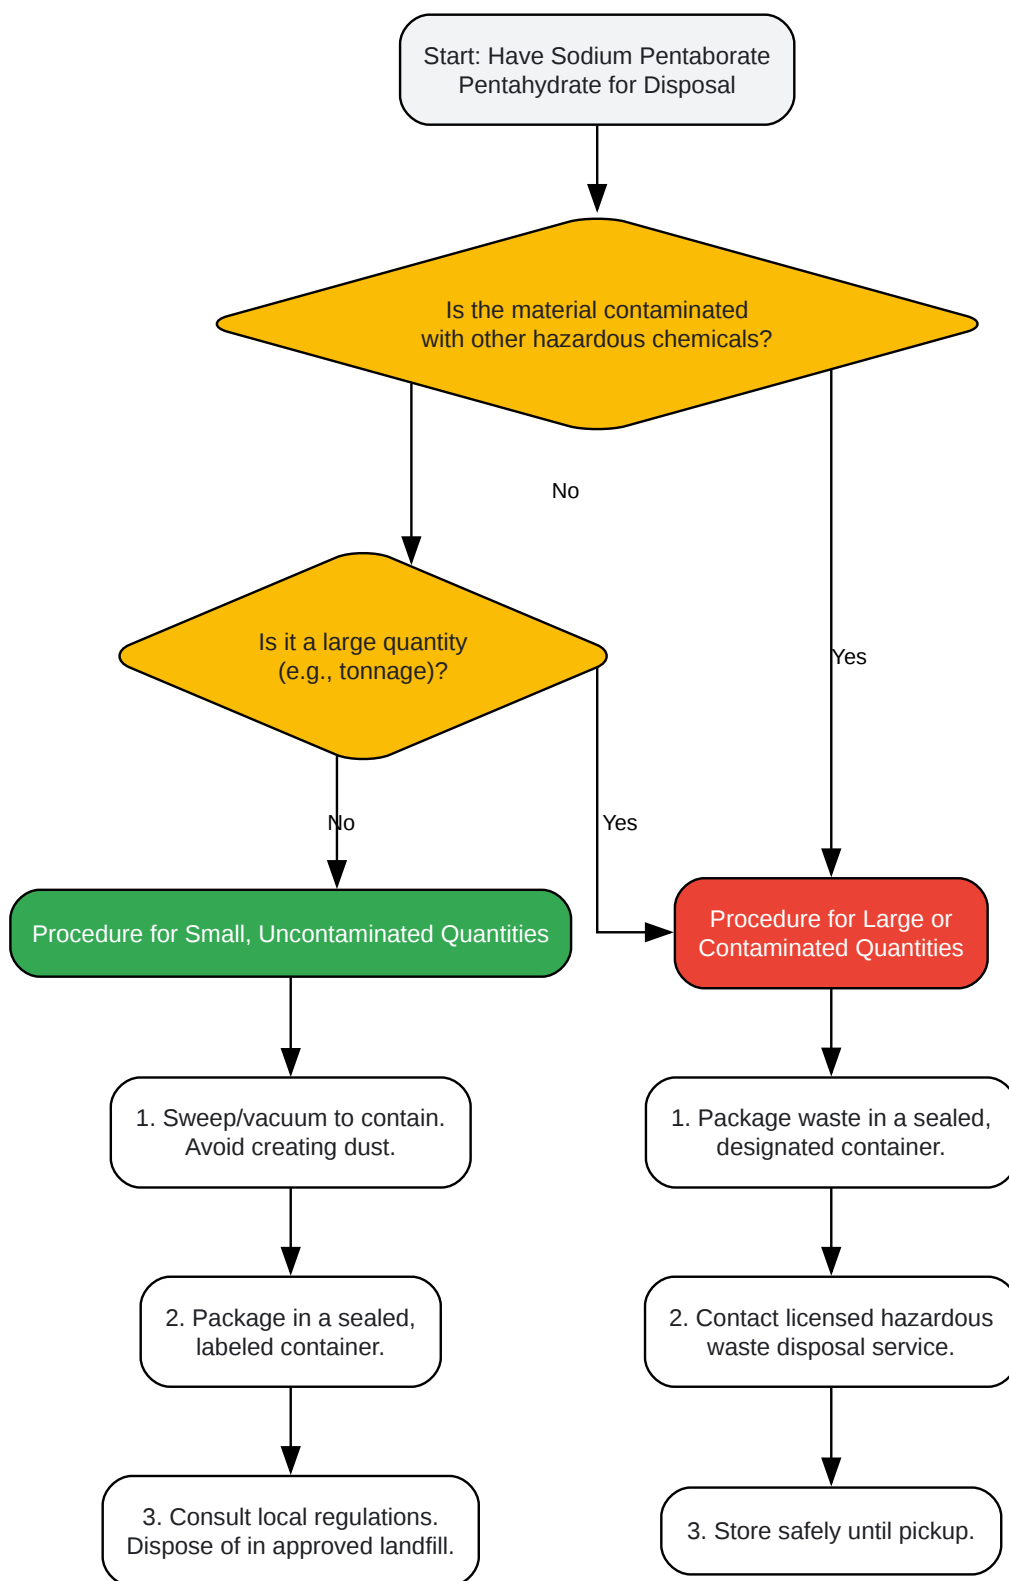 Start: Have Sodium Pentaborate
Pentahydrate for Disposal
Is the material contaminated
with other hazardous chemicals?
No
Is it a large quantity
(e.g., tonnage)?
Yes
No
Yes
Procedure for Small, Uncontaminated Quantities
Procedure for Large or
Contaminated Quantities
1. Sweep/vacuum to contain.
Avoid creating dust.
1. Package waste in a sealed,
designated container.
2. Package in a sealed,
labeled container.
2. Contact licensed hazardous
waste disposal service.
3. Consult local regulations.
Dispose of in approved landfill.
3. Store safely until pickup.